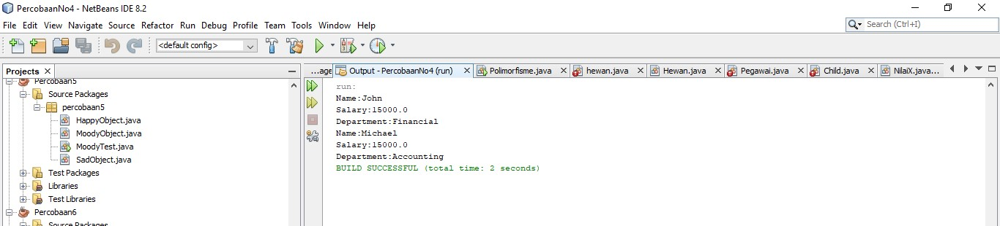 PercobaanNo4 - NetBeans IDE 8.2
File Edit View Navigate Source Refactor Run Debug Profile Team Tools Window Help
Search (Ctrl+I)
<default config>
Projects
Percobaan5
Source Packages
percobaan5
HappyObject.java
MoodyObject.java
MoodyTest.java
SadObject.java
Test Packages
Libraries
Test Libraries
Percobaan6
Source Packages
...age Output - PercobaanNo4 (run) Polimorfisme.java hewan.java Hewan.java Pegawai.java Child.java NilaiX.java...
run:
Name:John
Salary:15000.0
Department:Financial
Name:Michael
Salary:15000.0
Department:Accounting
BUILD SUCCESSFUL (total time: 2 seconds)